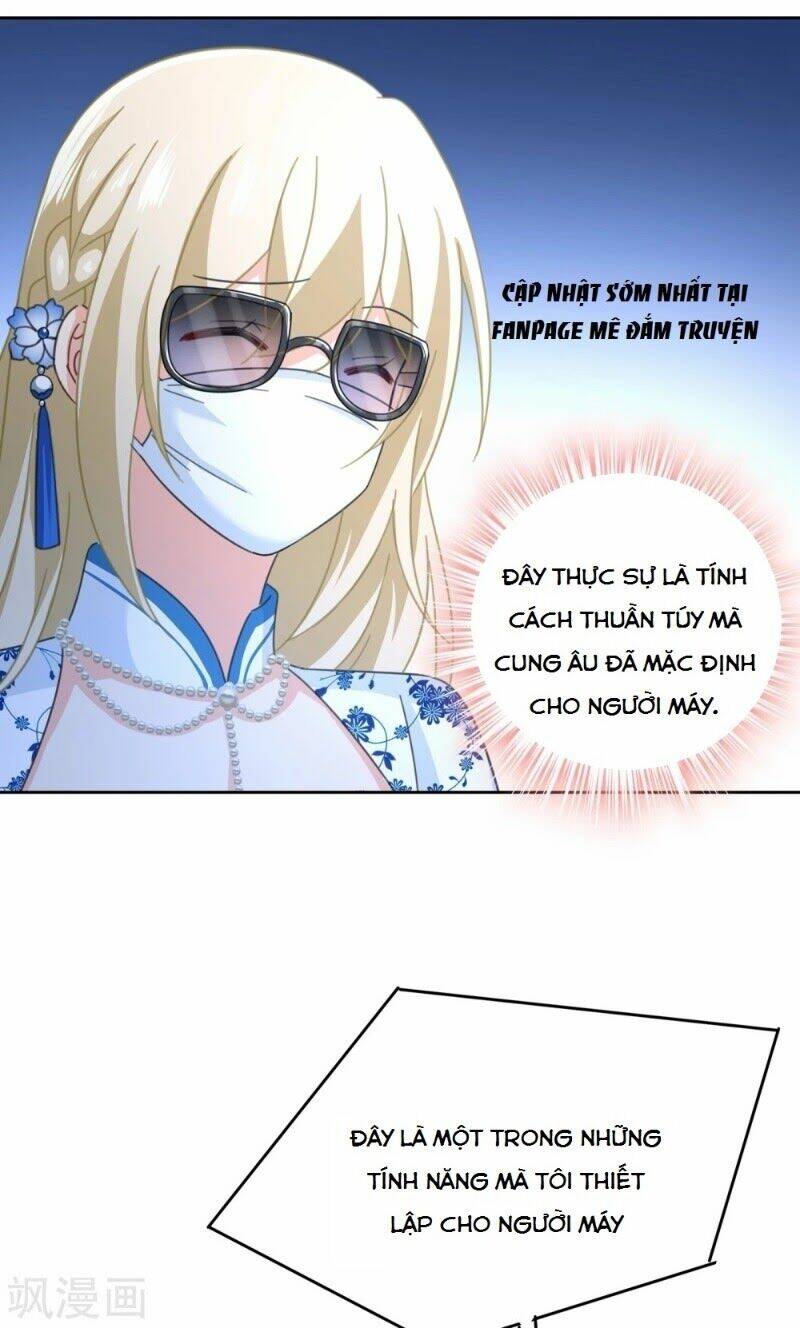 CẬP NHẬT SỚM NHẤT TẠI
FANPAGE MÊ ĐẮM TRUYỆN
ĐÂY THỰC SỰ LÀ TÍNH
CÁCH THUẦN TÚY MÀ
CUNG ÂU ĐÃ MẶC ĐỊNH
CHO NGƯỜI MÁY.
ĐÂY LÀ MỘT TRONG NHỮNG
TÍNH NĂNG MÀ TÔI THIẾT
LẬP CHO NGƯỜI MÁY
飒漫画